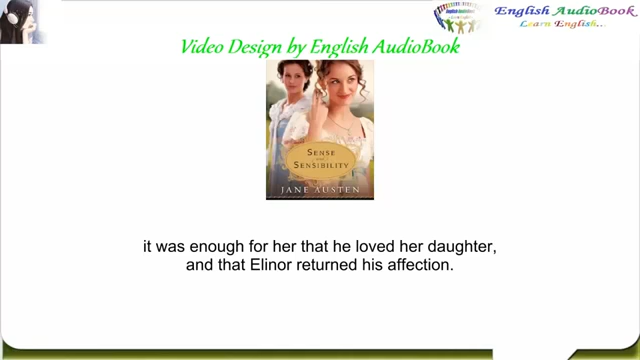 English AudioBook
Learn English...
Video Design by English AudioBook
SENSE
and
SENSIBILITY
JANE AUSTEN
it was enough for her that he loved her daughter,
and that Elinor returned his affection.